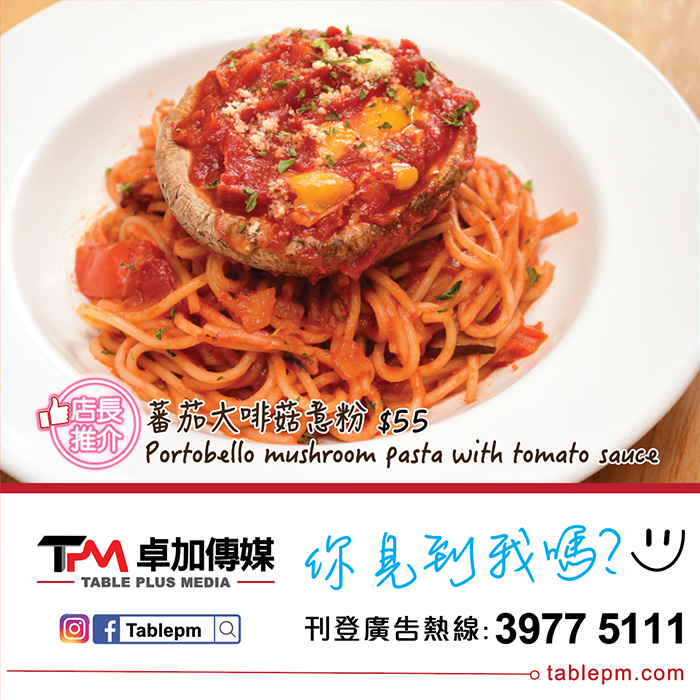 店長
推介
蕃茄大啡菇意粉 $55
Portobello mushroom pasta with tomato sauce
TPM 卓加傳媒
TABLE PLUS MEDIA
你見到我嗎?
Tablepm
刊登廣告熱線: 3977 5111
tablepm.com